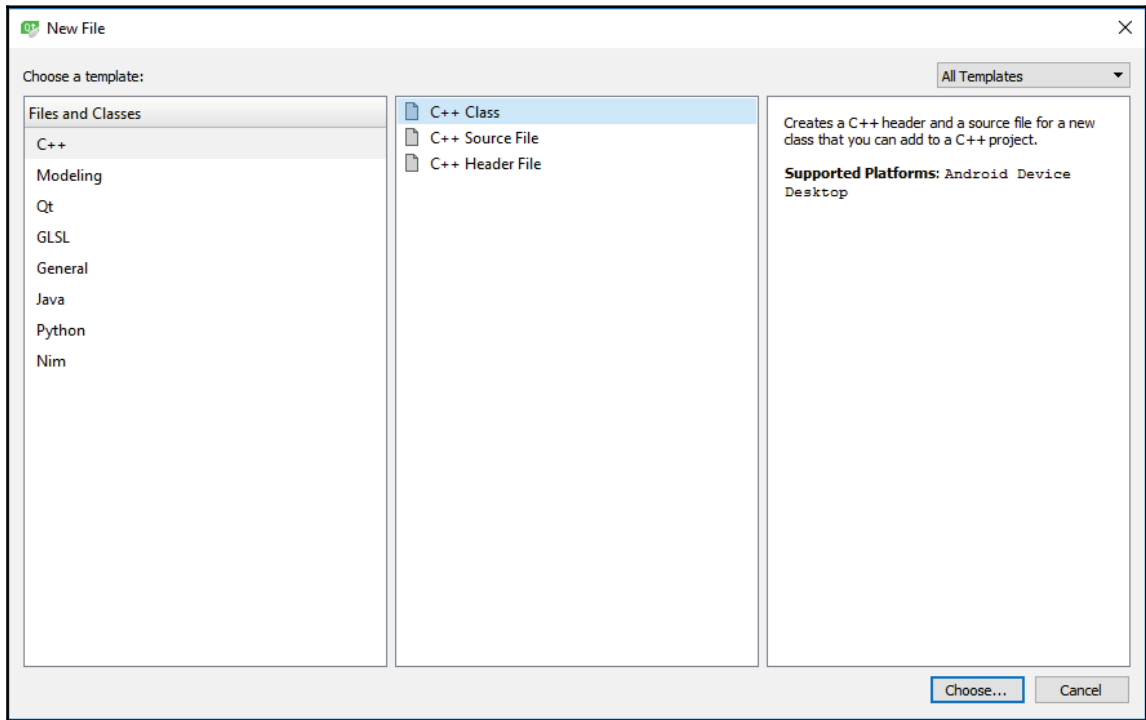 New File
Choose a template:
All Templates
Files and Classes
C++
Modeling
Qt
GLSL
General
Java
Python
Nim
C++ Class
C++ Source File
C++ Header File
Creates a C++ header and a source file for a new
class that you can add to a C++ project.
Supported Platforms: Android Device
Desktop
Choose...
Cancel